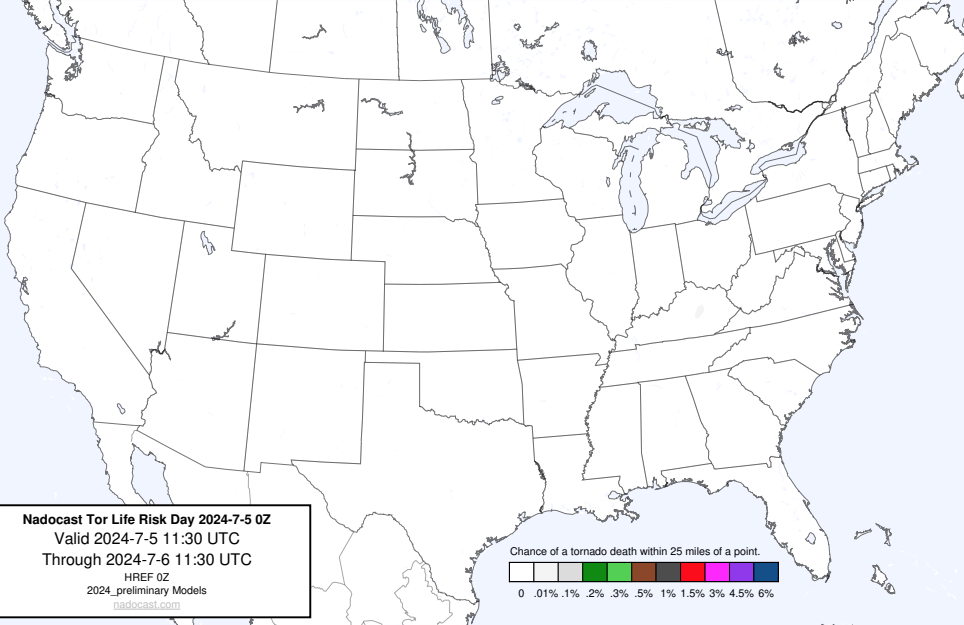 Nadocast Tor Life Risk Day 2024-7-5 0Z
Valid 2024-7-5 11:30 UTC
Through 2024-7-6 11:30 UTC
HREF 0Z
2024_preliminary Models
nadocast.com
Chance of a tornado death within 25 miles of a point.
0 .01% .1% .2% .3% .5% 1% 1.5% 3% 4.5% 6%